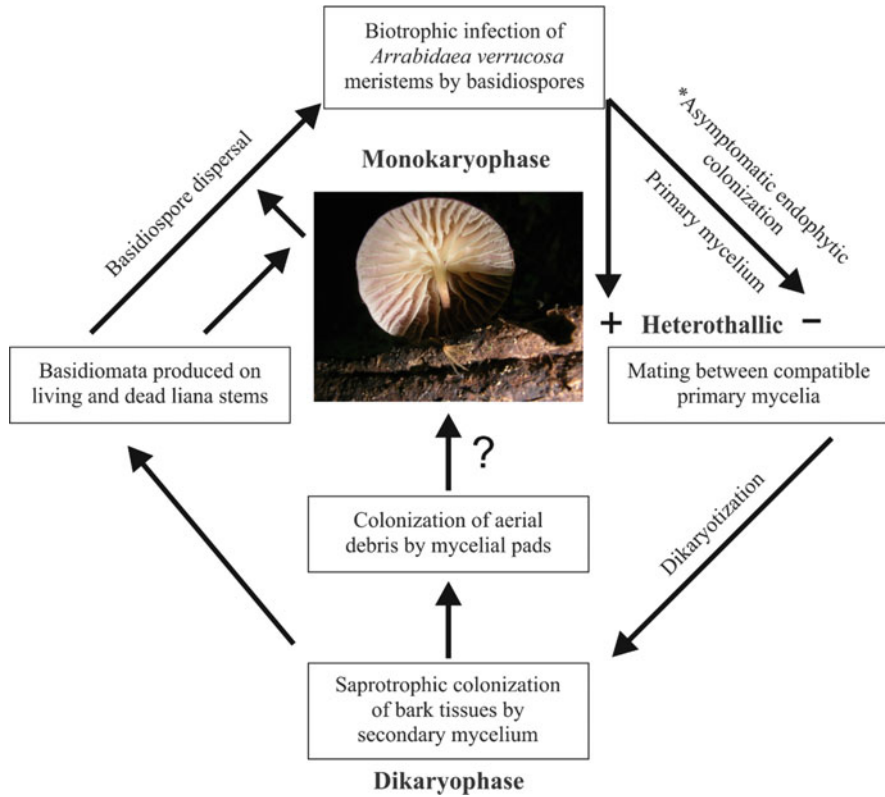 Biotrophic infection of
Arrabidaea verrucosa
meristems by basidiospores
*Asymptomatic endophytic
colonization
Primary mycelium
Basidiospore dispersal
Monokaryophase
+ Heterothallic −
Basidiomata produced on
living and dead liana stems
Mating between compatible
primary mycelia
?
Colonization of aerial
debris by mycelial pads
Dikaryotization
Saprotrophic colonization
of bark tissues by
secondary mycelium
Dikaryophase